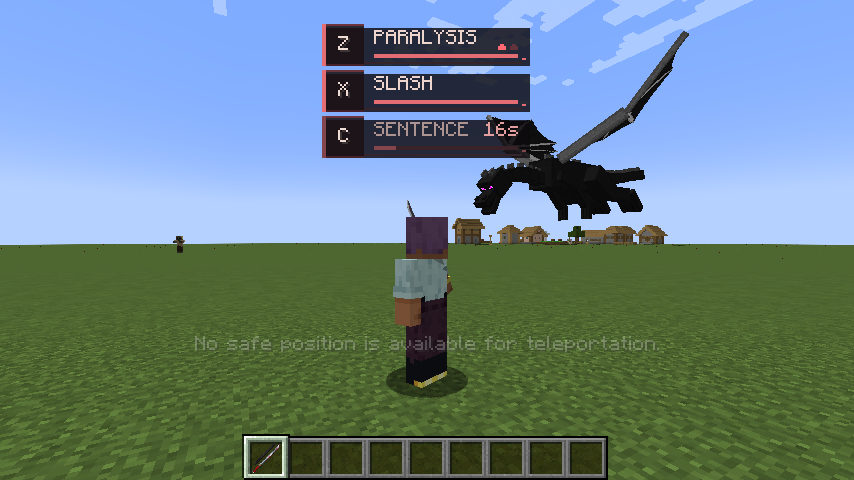 Z PARALYSIS
X SLASH
C SENTENCE 16s
No safe position is available for teleportation.